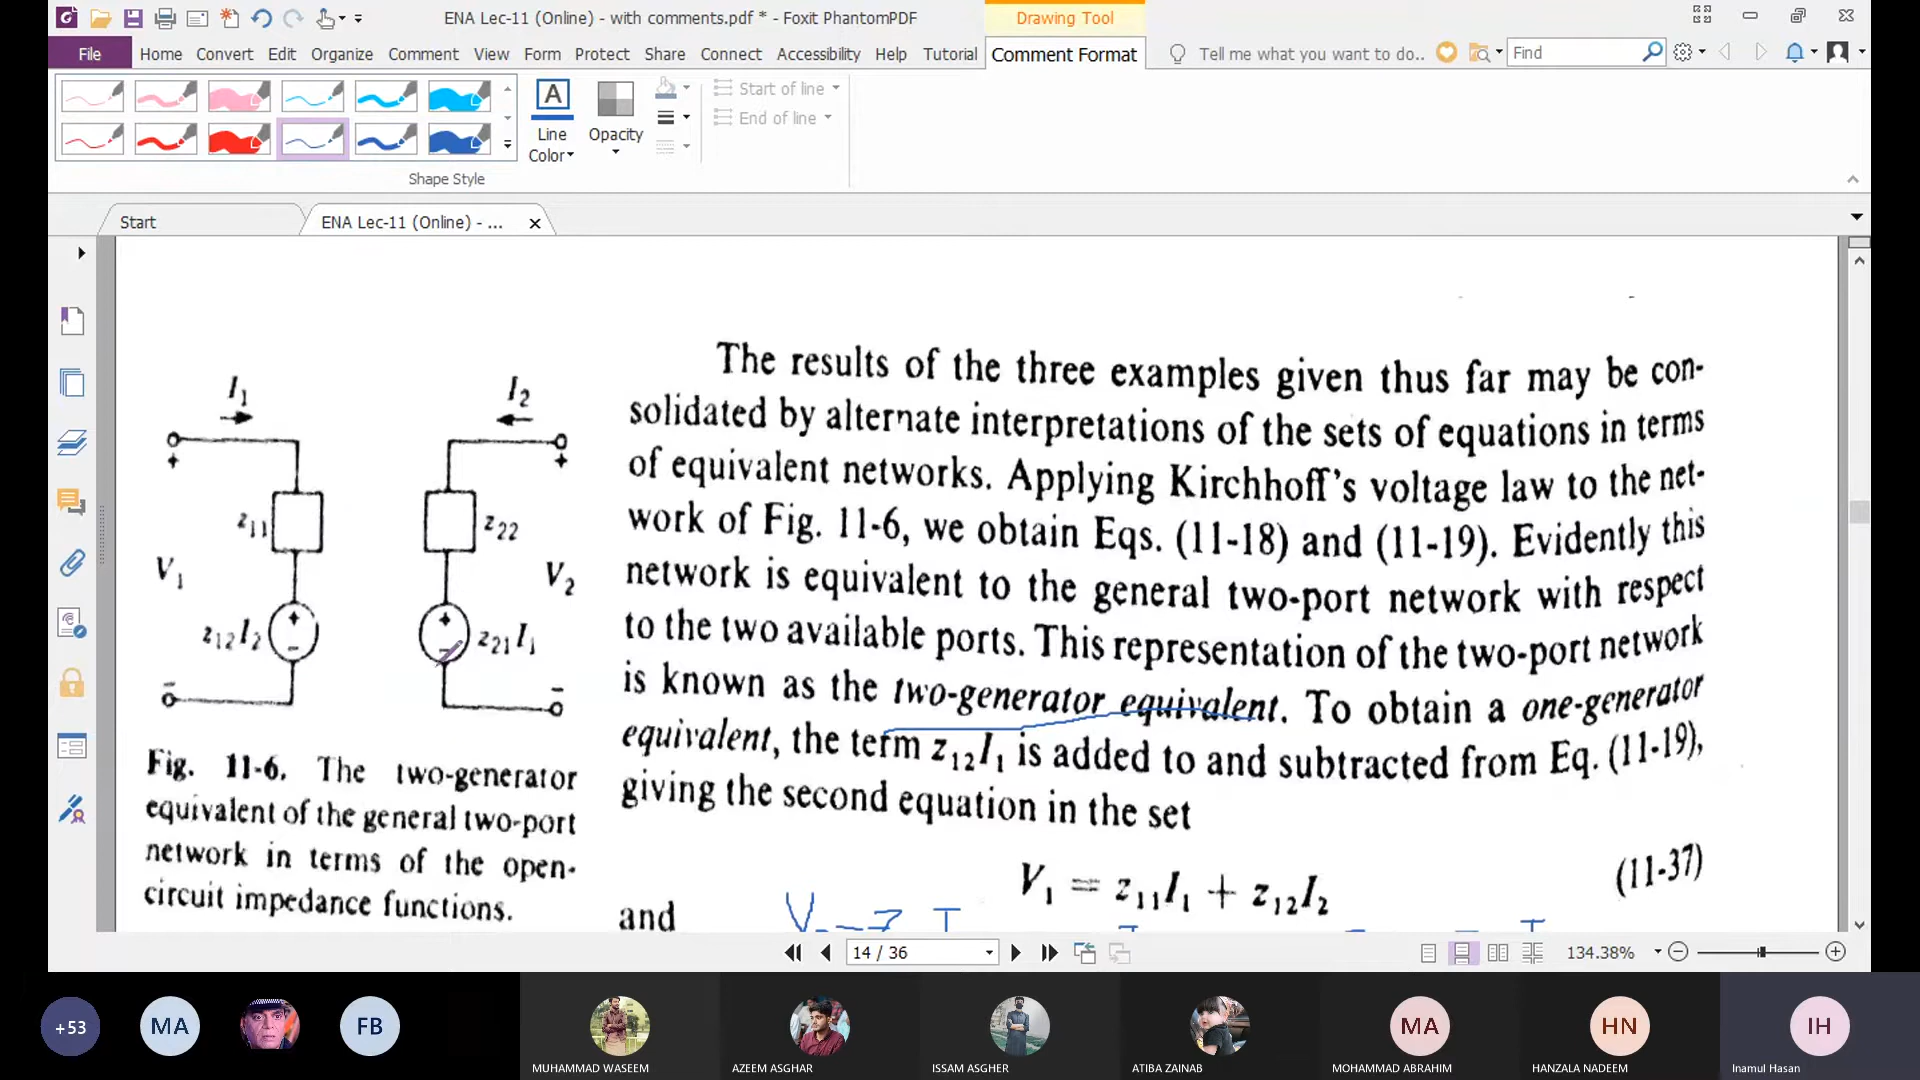 ENA Lec-11 (Online) - with comments.pdf * - Foxit PhantomPDF
Drawing Tool
File Home Convert Edit Organize Comment View Form Protect Share Connect Accessibility Help Tutorial Comment Format Tell me what you want to do.. Find
Line Color
Opacity
Start of line
End of line
Shape Style
Start
ENA Lec-11 (Online) - ...
I1
I2
+
+
z11
z22
V1
V2
z12I2
+
-
+
-
z21I1
-
-
Fig. 11-6. The two-generator
equivalent of the general two-port
network in terms of the open-
circuit impedance functions.
The results of the three examples given thus far may be con-
solidated by alternate interpretations of the sets of equations in terms
of equivalent networks. Applying Kirchhoff's voltage law to the net-
work of Fig. 11-6, we obtain Eqs. (11-18) and (11-19). Evidently this
network is equivalent to the general two-port network with respect
to the two available ports. This representation of the two-port network
is known as the two-generator equivalent. To obtain a one-generator
equivalent, the term z12I1 is added to and subtracted from Eq. (11-19),
giving the second equation in the set
V1 = z11I1 + z12I2
(11-37)
and
14 / 36
134.38%
+53
MA
FB
MA
HN
IH
MUHAMMAD WASEEM
AZEEM ASGHAR
ISSAM ASGHER
ATIBA ZAINAB
MOHAMMAD ABRAHIM
HANZALA NADEEM
Inamul Hasan